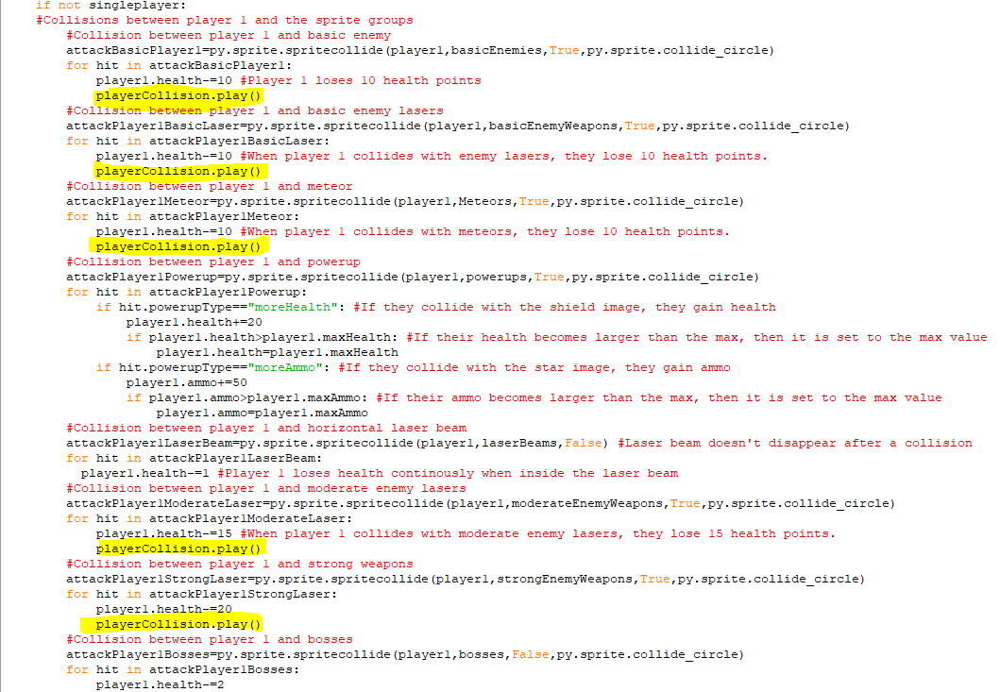 if not singleplayer:
#Collisions between player 1 and the sprite groups
#Collision between player 1 and basic enemy
attackBasicPlayer1=py.sprite.spritecollide(player1,basicEnemies,True,py.sprite.collide_circle)
for hit in attackBasicPlayer1:
player1.health-=10 #Player 1 loses 10 health points
playerCollision.play()
#Collision between player 1 and basic enemy lasers
attackPlayer1BasicLaser=py.sprite.spritecollide(player1,basicEnemyWeapons,True,py.sprite.collide_circle)
for hit in attackPlayer1BasicLaser:
player1.health-=10 #When player 1 collides with enemy lasers, they lose 10 health points.
playerCollision.play()
#Collision between player 1 and meteor
attackPlayer1Meteor=py.sprite.spritecollide(player1,Meteors,True,py.sprite.collide_circle)
for hit in attackPlayer1Meteor:
player1.health-=10 #When player 1 collides with meteors, they lose 10 health points.
playerCollision.play()
#Collision between player 1 and powerup
attackPlayer1Powerup=py.sprite.spritecollide(player1,powerups,True,py.sprite.collide_circle)
for hit in attackPlayer1Powerup:
if hit.powerupType=="moreHealth": #If they collide with the shield image, they gain health
player1.health+=20
if player1.health>player1.maxHealth: #If their health becomes larger than the max, then it is set to the max value
player1.health=player1.maxHealth
if hit.powerupType=="moreAmmo": #If they collide with the star image, they gain ammo
player1.ammo+=50
if player1.ammo>player1.maxAmmo: #If their ammo becomes larger than the max, then it is set to the max value
player1.ammo=player1.maxAmmo
#Collision between player 1 and horizontal laser beam
attackPlayer1LaserBeam=py.sprite.spritecollide(player1,laserBeams,False) #Laser beam doesn't disappear after a collision
for hit in attackPlayer1LaserBeam:
player1.health-=1 #Player 1 loses health continously when inside the laser beam
#Collision between player 1 and moderate enemy lasers
attackPlayer1ModerateLaser=py.sprite.spritecollide(player1,moderateEnemyWeapons,True,py.sprite.collide_circle)
for hit in attackPlayer1ModerateLaser:
player1.health-=15 #When player 1 collides with moderate enemy lasers, they lose 15 health points.
playerCollision.play()
#Collision between player 1 and strong weapons
attackPlayer1StrongLaser=py.sprite.spritecollide(player1,strongEnemyWeapons,True,py.sprite.collide_circle)
for hit in attackPlayer1StrongLaser:
player1.health-=20
playerCollision.play()
#Collision between player 1 and bosses
attackPlayer1Bosses=py.sprite.spritecollide(player1,bosses,False,py.sprite.collide_circle)
for hit in attackPlayer1Bosses:
player1.health-=2